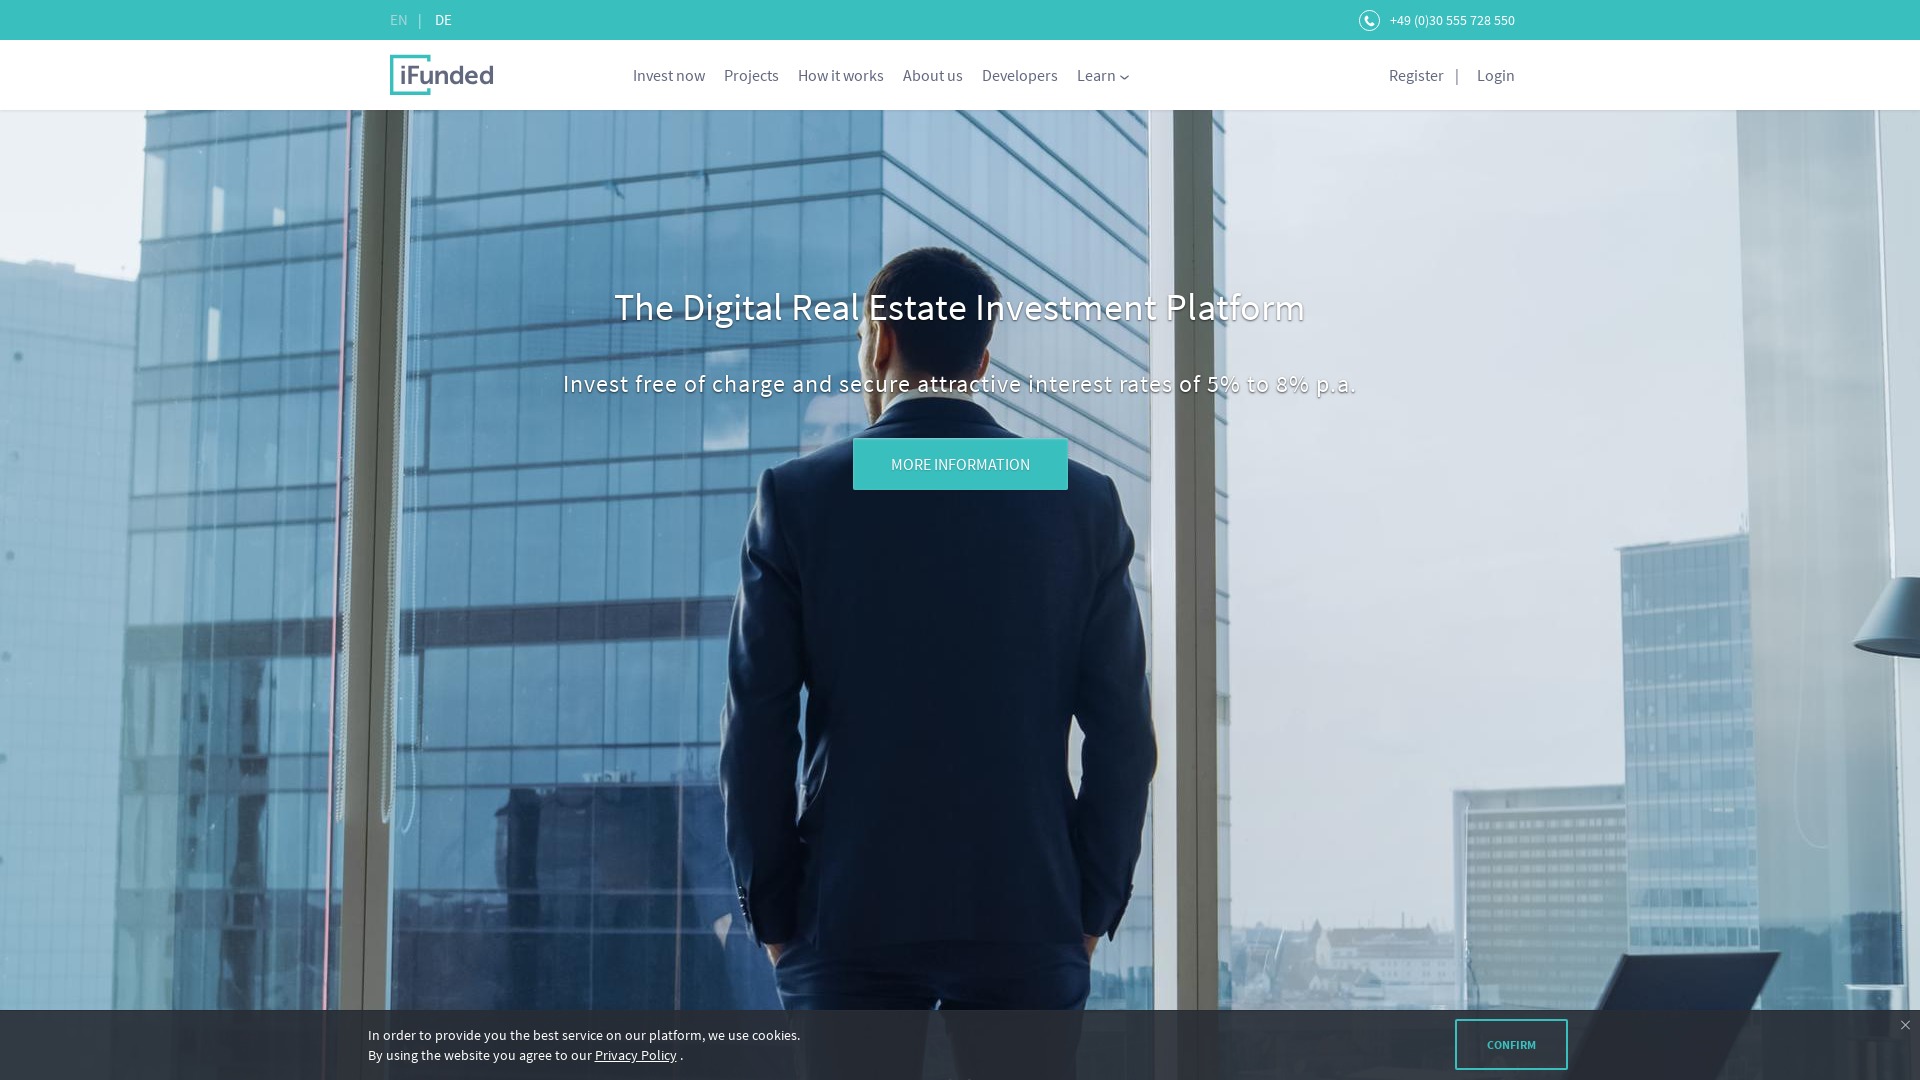 EN | DE
+49 (0)30 555 728 550
iFunded
Invest now
Projects
How it works
About us
Developers
Learn
Register | Login
The Digital Real Estate Investment Platform
Invest free of charge and secure attractive interest rates of 5% to 8% p.a.
MORE INFORMATION
In order to provide you the best service on our platform, we use cookies.
By using the website you agree to our Privacy Policy .
CONFIRM